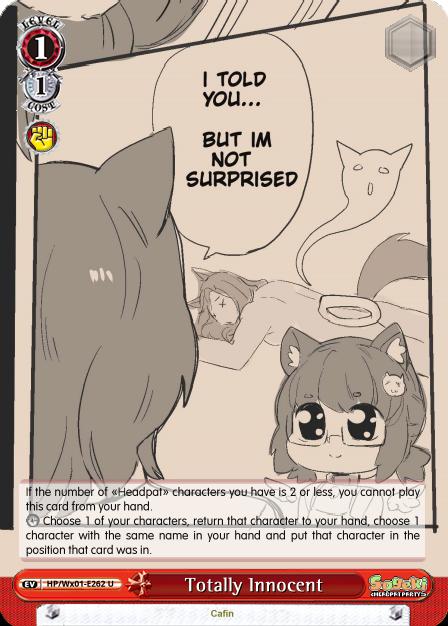 LEVEL
1
1
COST
I TOLD
YOU...
BUT IM
NOT
SURPRISED
If the number of «Headpat» characters you have is 2 or less, you cannot play
this card from your hand.
Choose 1 of your characters, return that character to your hand, choose 1
character with the same name in your hand and put that character in the
position that card was in.
EV HP/Wx01-E262 U Totally Innocent
HEADPAT PARTY
Cafin